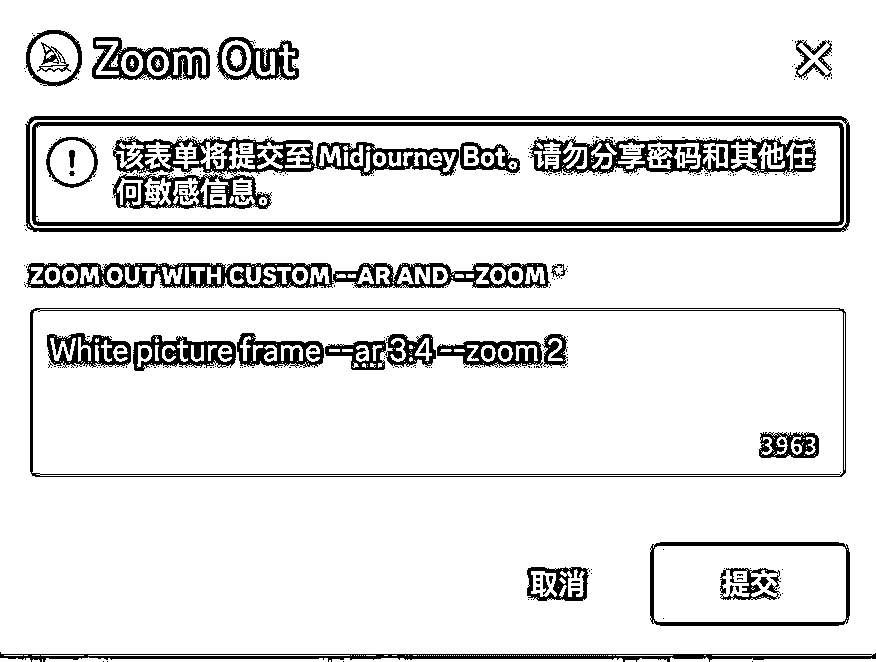 Zoom Out
该表单将提交至 Midjourney Bot。请勿分享密码和其他任
何敏感信息。
ZOOM OUT WITH CUSTOM --AR AND --ZOOM *
White picture frame --ar 3:4 --zoom 2
3963
取消
提交